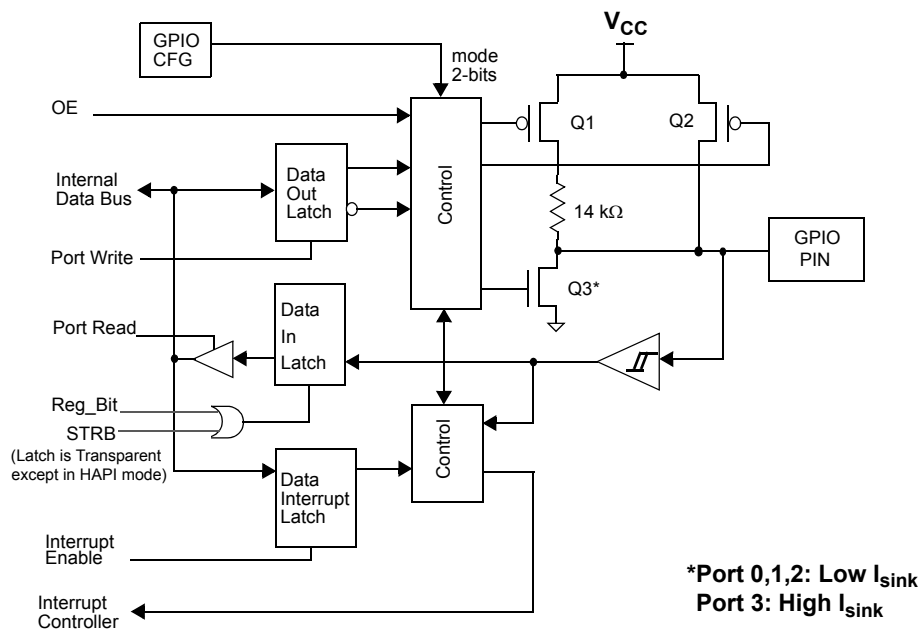 GPIO
CFG
mode
2-bits
V_CC
OE
Q1
Q2
Internal
Data Bus
Data
Out
Latch
Control
14 kΩ
GPIO
PIN
Port Write
Q3*
Data
In
Latch
Port Read
Reg_Bit
STRB
(Latch is Transparent
except in HAPI mode)
Control
Data
Interrupt
Latch
Interrupt
Enable
Interrupt
Controller
*Port 0,1,2: Low I_sink
Port 3: High I_sink